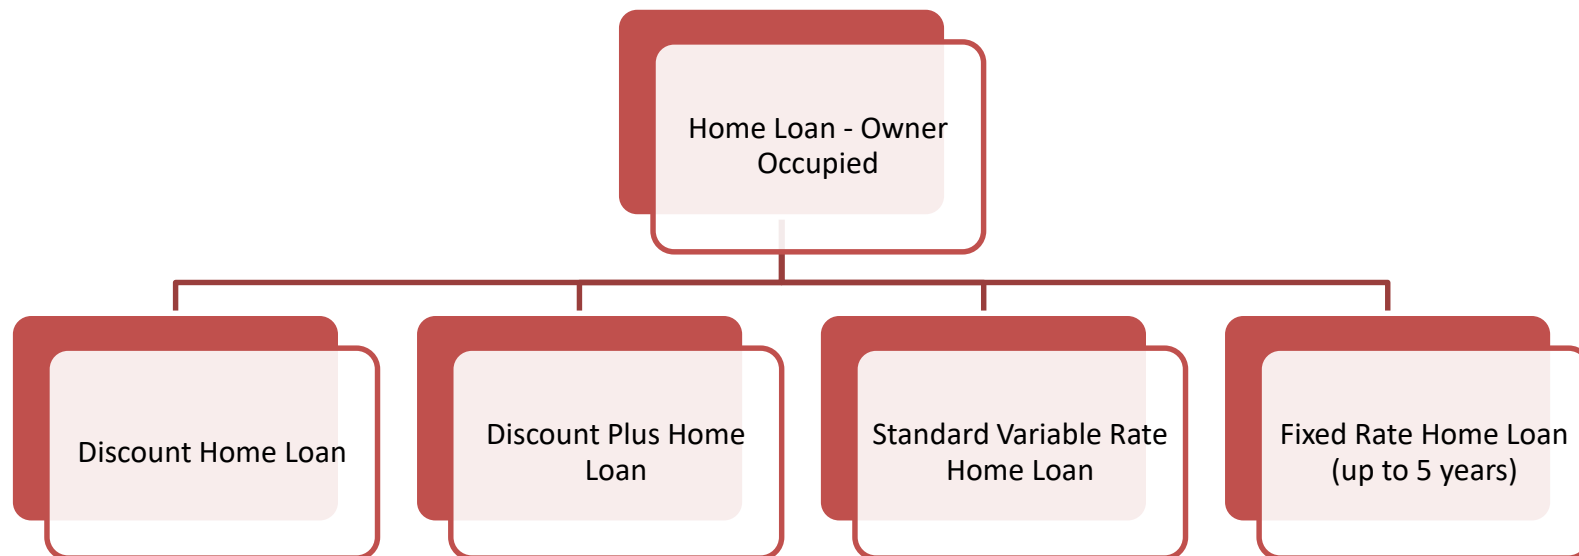 Home Loan - Owner
Occupied
Discount Home Loan
Discount Plus Home
Loan
Standard Variable Rate
Home Loan
Fixed Rate Home Loan
(up to 5 years)